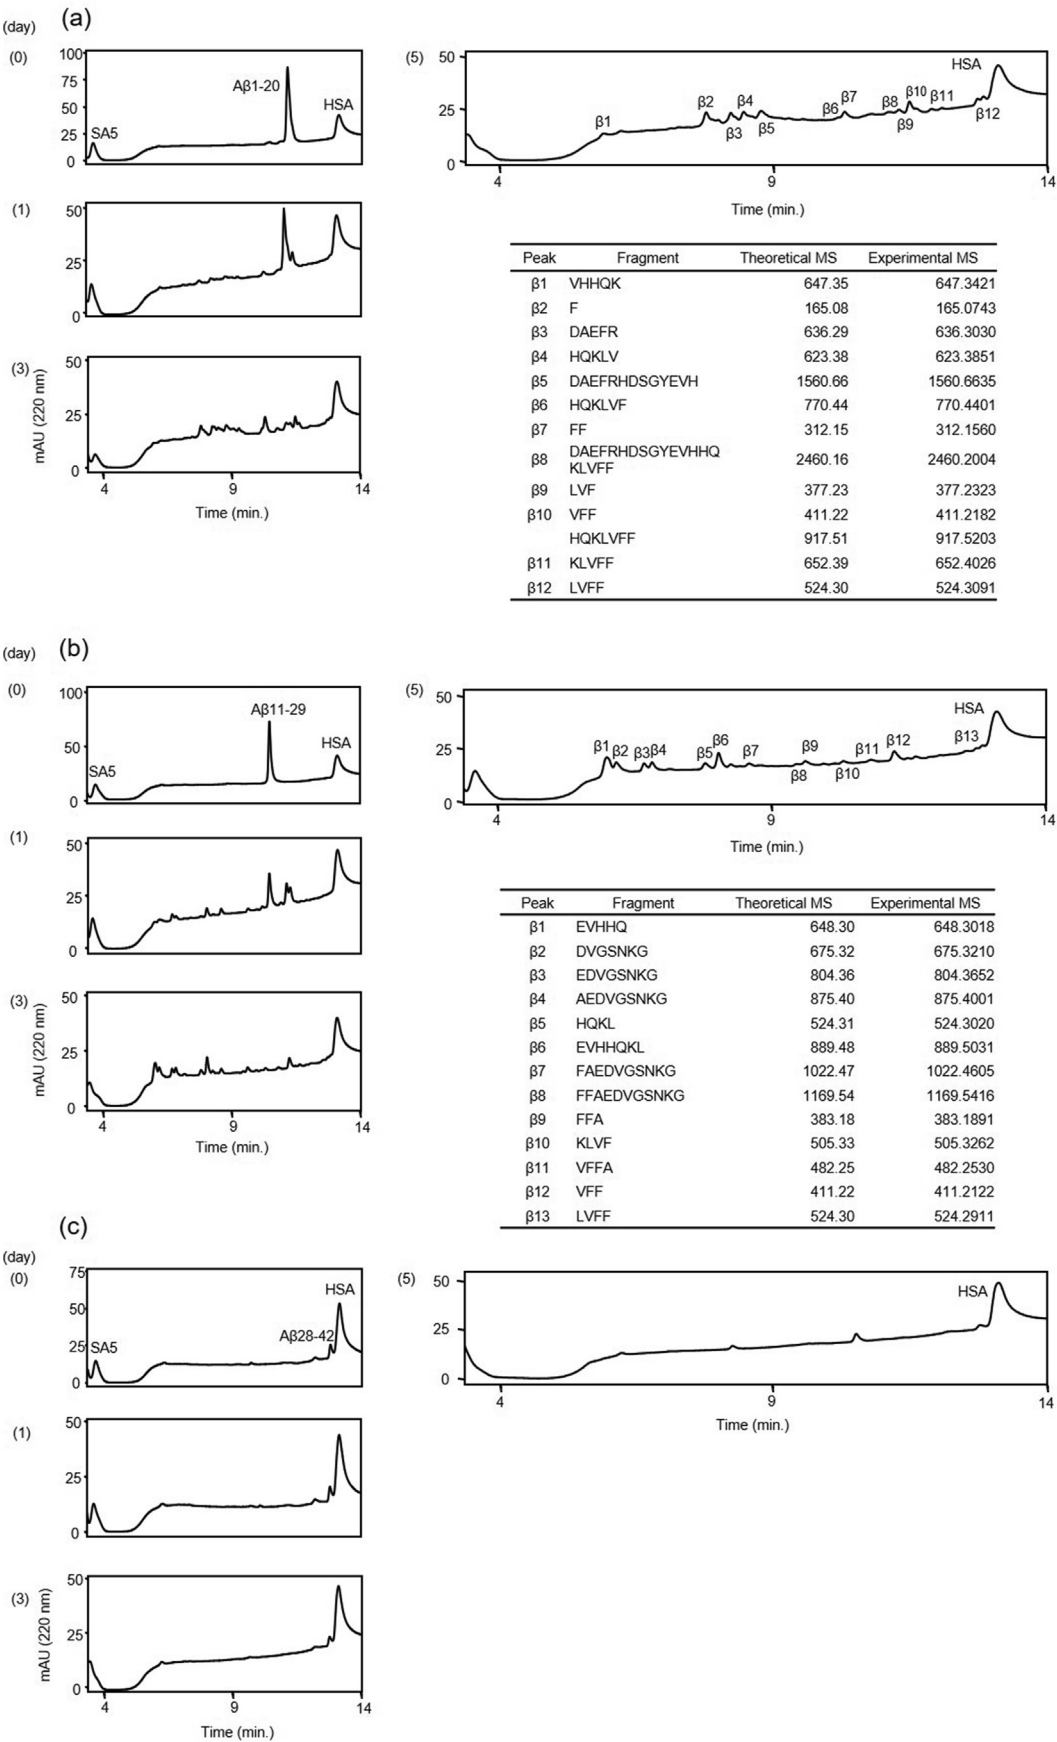 (a)
(day)
(0)
100
75
50
25
0
SA5
Aβ1-20
HSA
(1)
50
25
0
(3)
50
25
0
mAU (220 nm)
4 9 14
Time (min.)
(5)
50
25
0
β1
β2
β3
β4
β5
β6
β7
β8
β9
β10
β11
β12
HSA
4 9 14
Time (min.)
Peak Fragment Theoretical MS Experimental MS
β1 VHHQK 647.35 647.3421
β2 F 165.08 165.0743
β3 DAEFR 636.29 636.3030
β4 HQKLV 623.38 623.3851
β5 DAEFRHDSGYEVH 1560.66 1560.6635
β6 HQKLVF 770.44 770.4401
β7 FF 312.15 312.1560
β8 DAEFRHDSGYEVHHQ 2460.16 2460.2004
KLVFF
β9 LVF 377.23 377.2323
β10 VFF 411.22 411.2182
HQKLVFF 917.51 917.5203
β11 KLVFF 652.39 652.4026
β12 LVFF 524.30 524.3091
(b)
(day)
(0)
100
50
0
SA5
Aβ11-29
HSA
(1)
50
25
0
(3)
50
25
0
mAU (220 nm)
4 9 14
Time (min.)
(5)
50
25
0
β1
β2
β3
β4
β5
β6
β7
β8
β9
β10
β11
β12
β13
HSA
4 9 14
Time (min.)
Peak Fragment Theoretical MS Experimental MS
β1 EVHHQ 648.30 648.3018
β2 DVGSNKG 675.32 675.3210
β3 EDVGSNKG 804.36 804.3652
β4 AEDVGSNKG 875.40 875.4001
β5 HQKL 524.31 524.3020
β6 EVHHQKL 889.48 889.5031
β7 FAEDVGSNKG 1022.47 1022.4605
β8 FFAEDVGSNKG 1169.54 1169.5416
β9 FFA 383.18 383.1891
β10 KLVF 505.33 505.3262
β11 VFFA 482.25 482.2530
β12 VFF 411.22 411.2122
β13 LVFF 524.30 524.2911
(c)
(day)
(0)
75
50
25
0
SA5
Aβ28-42
HSA
(1)
50
25
0
(3)
50
25
0
mAU (220 nm)
4 9 14
Time (min.)
(5)
50
25
0
HSA
4 9 14
Time (min.)